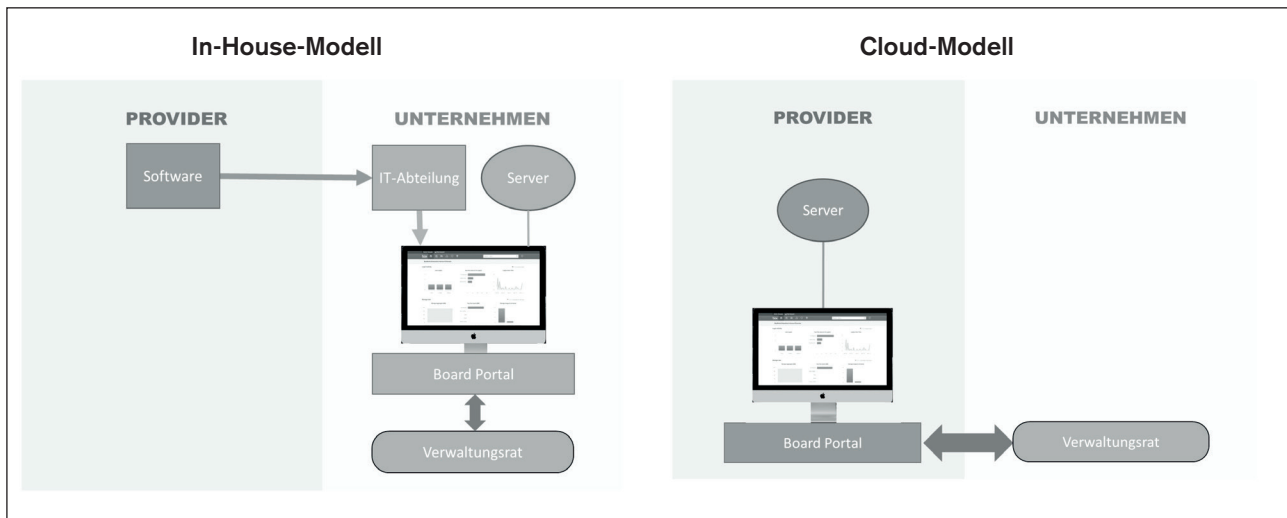 In-House-Modell
PROVIDER
UNTERNEHMEN
Software
IT-Abteilung
Server
Board Portal
Verwaltungsrat
Cloud-Modell
PROVIDER
UNTERNEHMEN
Server
Board Portal
Verwaltungsrat